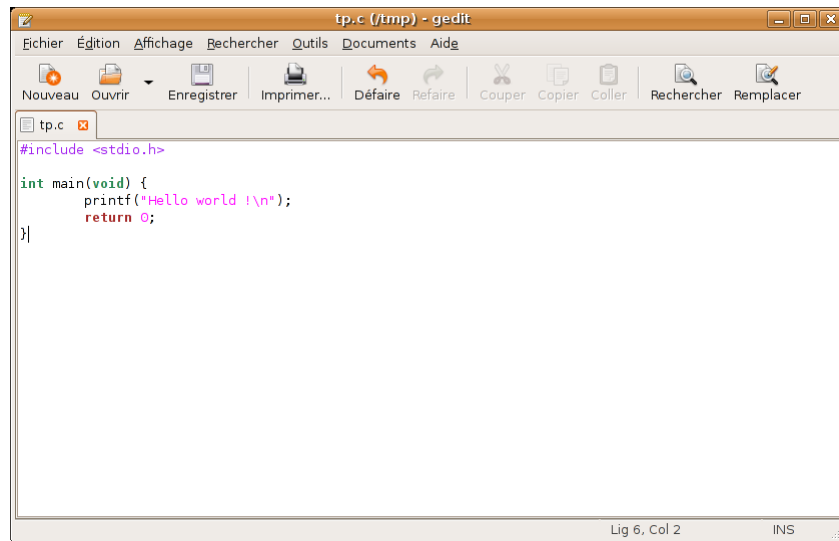 tp.c (/tmp) - gedit
Fichier Édition Affichage Rechercher Outils Documents Aide
Nouveau Ouvrir Enregistrer Imprimer... Défaire Refaire Couper Copier Coller Rechercher Remplacer
tp.c
#include <stdio.h>
int main(void) {
        printf("Hello world !\n");
        return 0;
}
Lig 6, Col 2 INS